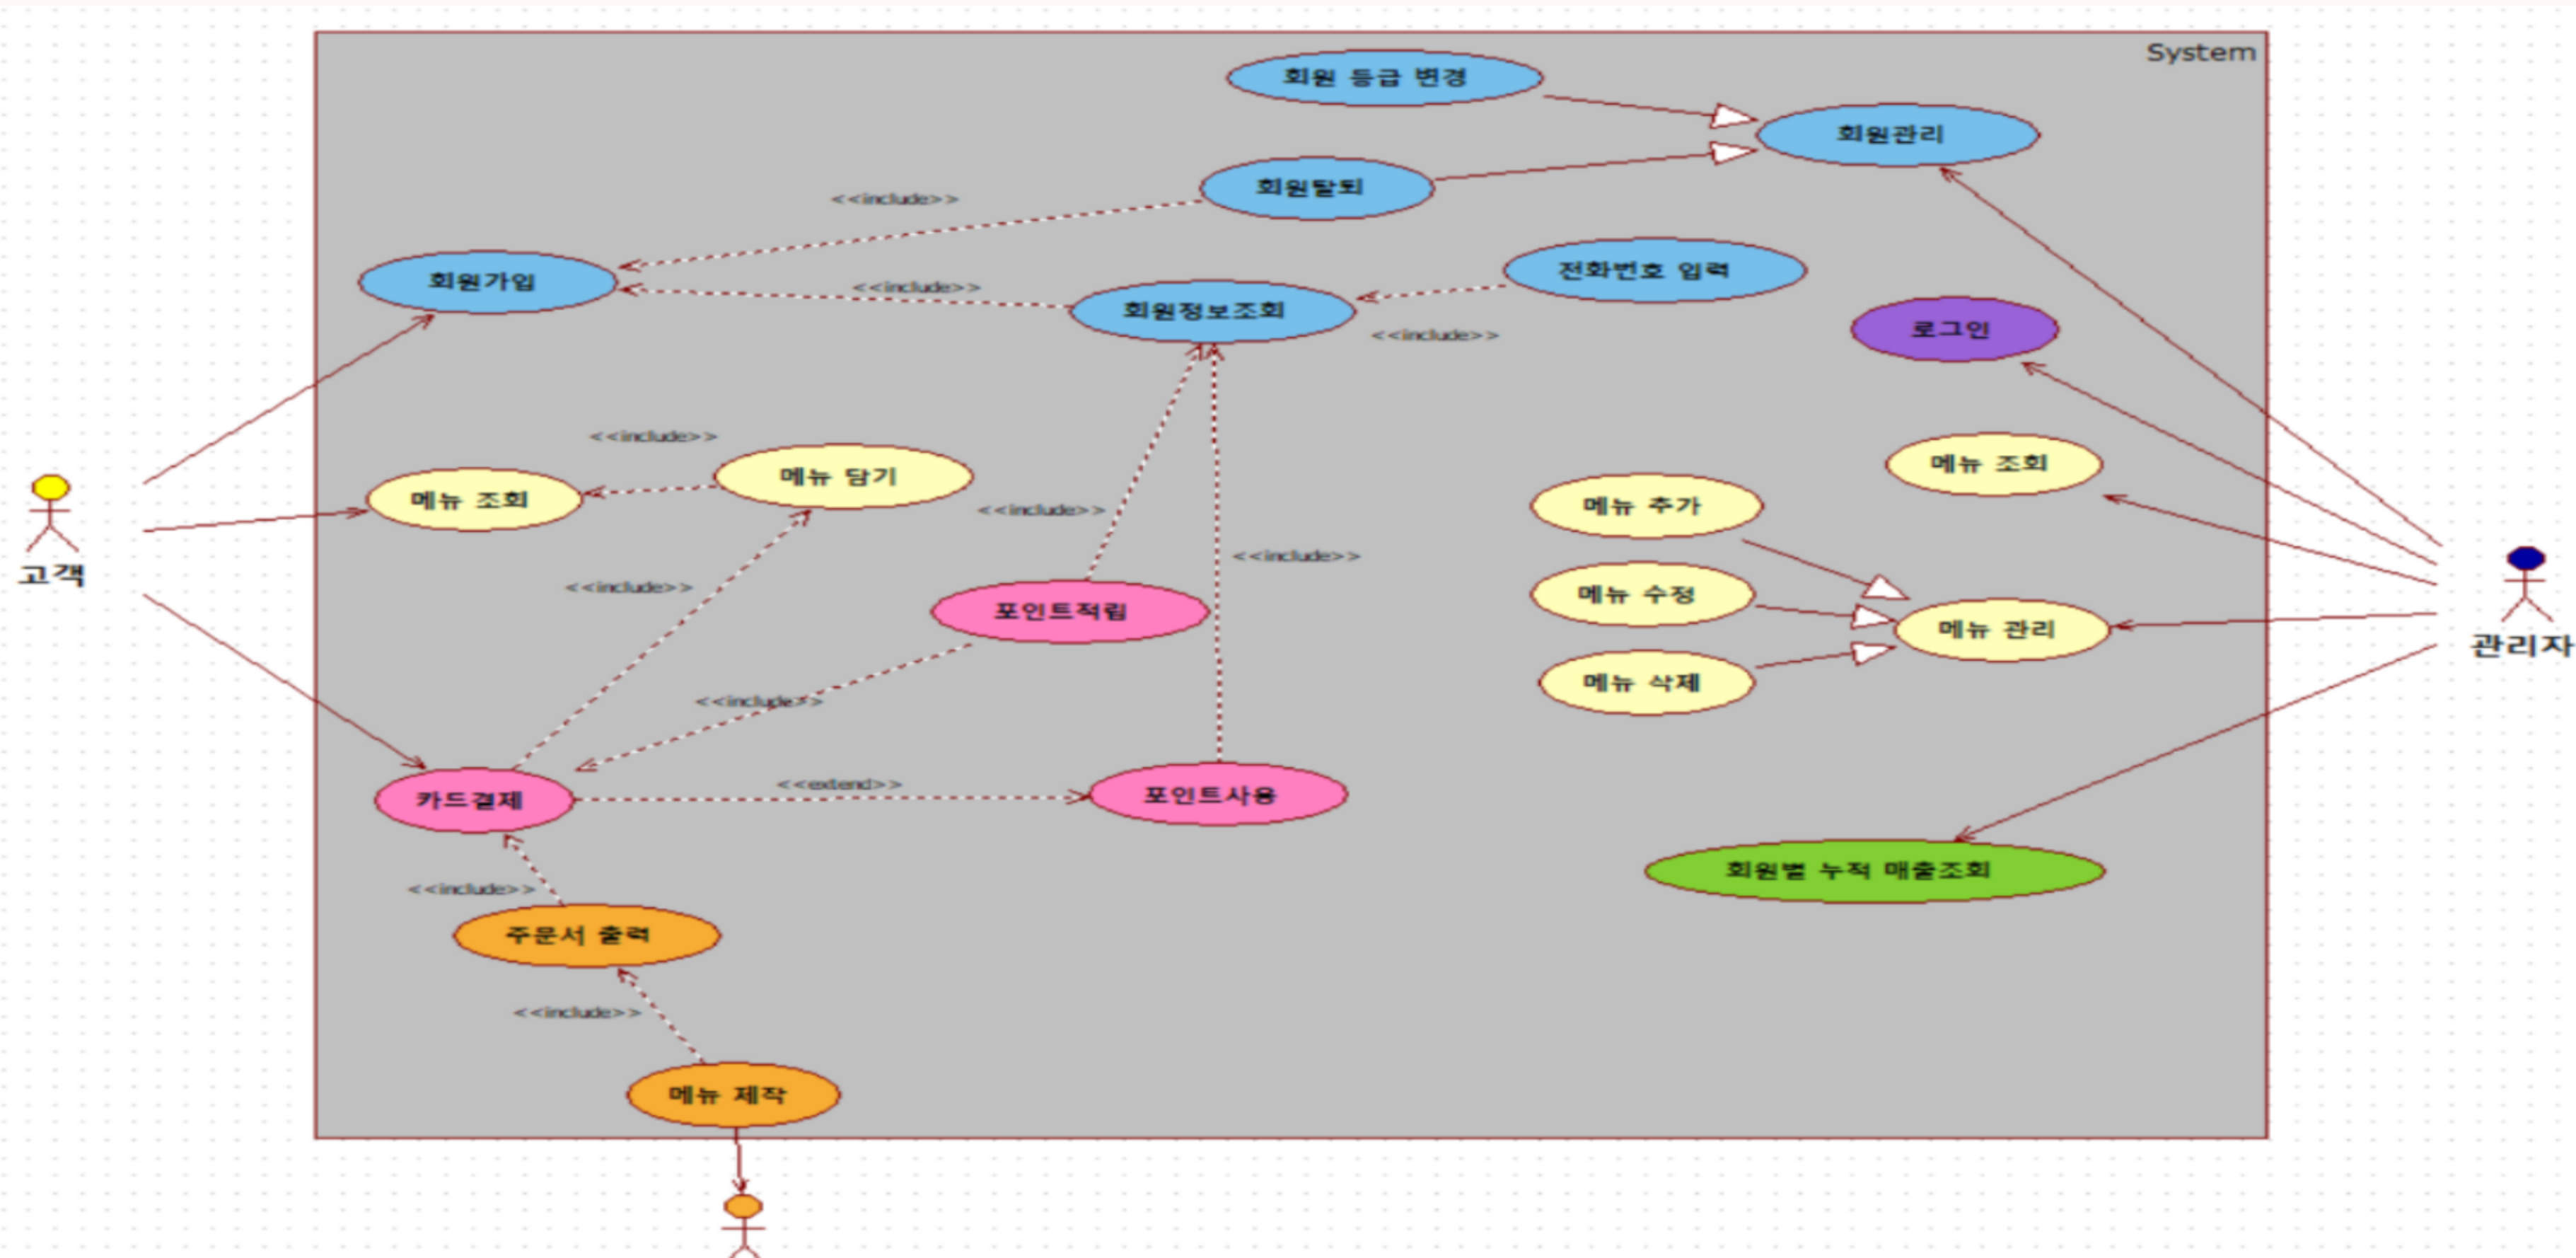 System
회원 등급 변경
회원관리
회원탈퇴
<<include>>
전화번호 입력
회원가입
<<include>>
회원정보조회
로그인
<<include>>
<<include>>
메뉴 조회
메뉴 담기
메뉴 조회
메뉴 추가
<<include>>
<<include>>
고객
<<include>>
메뉴 수정
포인트적립
메뉴 관리
관리자
메뉴 삭제
<<include>>
<<extend>>
카드결제
포인트사용
회원별 누적 매출조회
<<include>>
주문서 출력
<<include>>
메뉴 제작